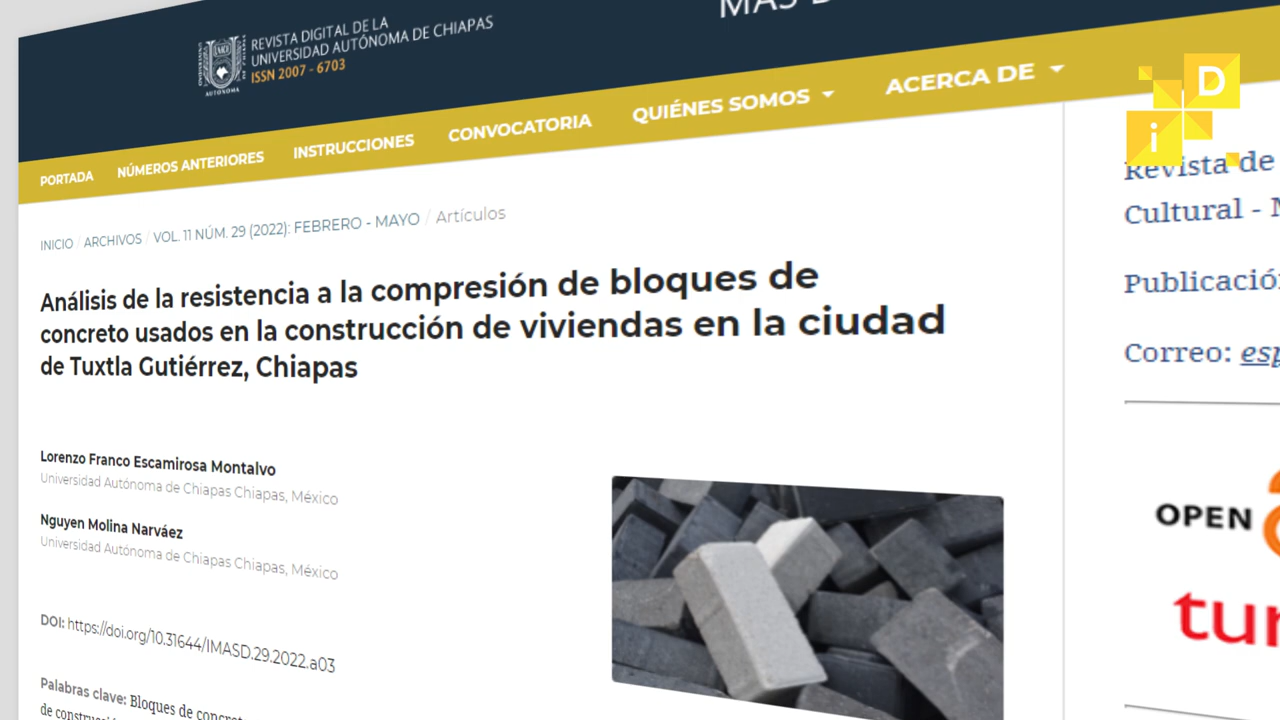 REVISTA DIGITAL DE LA
UNIVERSIDAD AUTÓNOMA DE CHIAPAS
ISSN 2007 - 6703
AUTÓNOMA
PORTADA NÚMEROS ANTERIORES INSTRUCCIONES CONVOCATORIA QUIÉNES SOMOS ACERCA DE
D
i
INICIO / ARCHIVOS / VOL. 11 NÚM. 29 (2022): FEBRERO - MAYO / Artículos
Análisis de la resistencia a la compresión de bloques de
concreto usados en la construcción de viviendas en la ciudad
de Tuxtla Gutiérrez, Chiapas
Lorenzo Franco Escamirosa Montalvo
Universidad Autónoma de Chiapas Chiapas, México
Nguyen Molina Narváez
Universidad Autónoma de Chiapas Chiapas, México
DOI: https://doi.org/10.31644/IMASD.29.2022.a03
Palabras clave: Bloques de concret
de construcci
Revista de
Cultural -
Publicació
Correo: esp
OPEN
tur